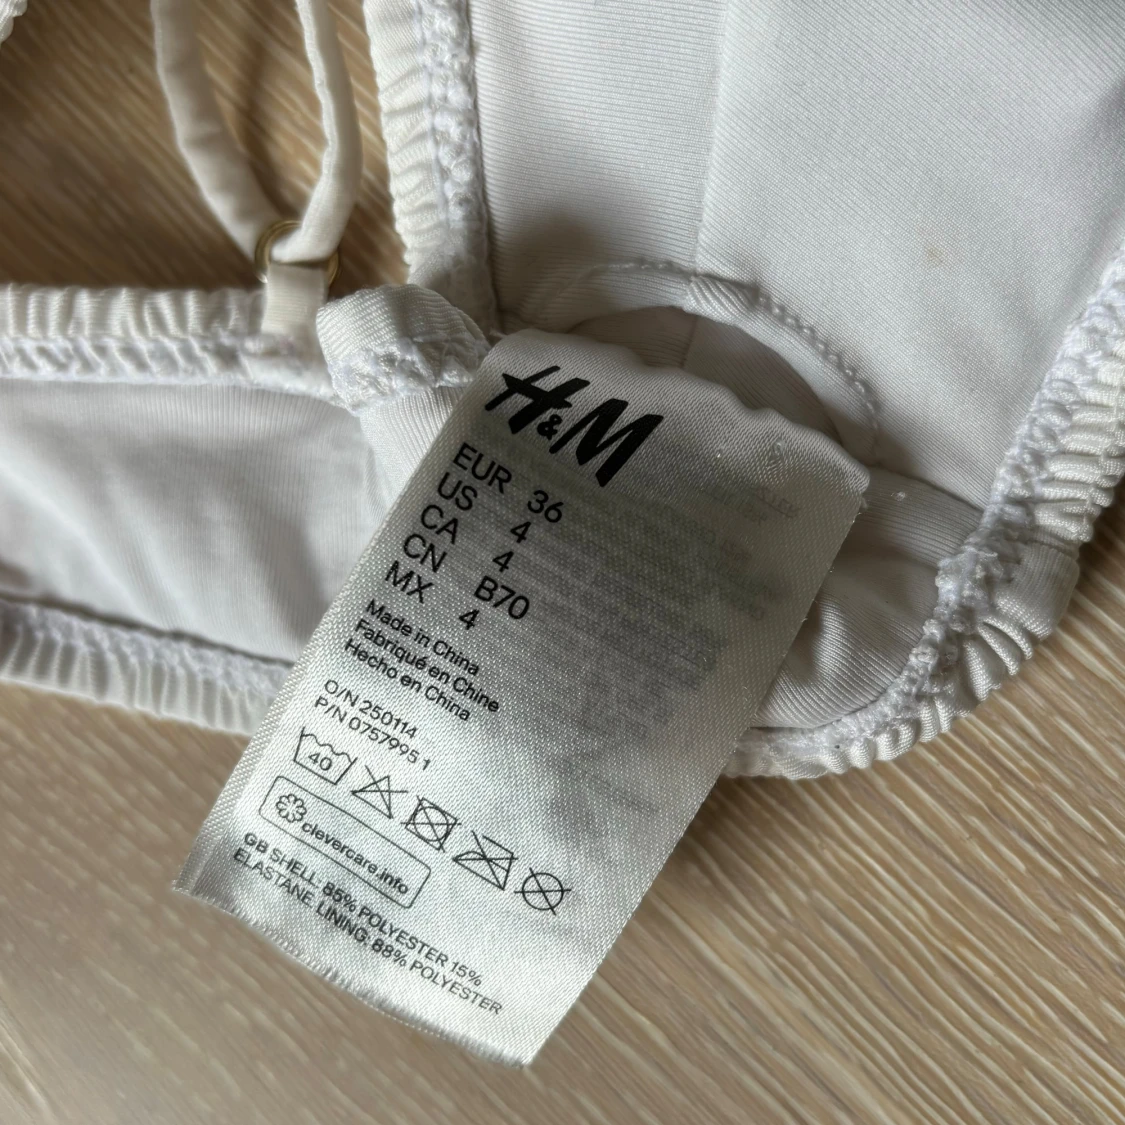 H&M
EUR 36
US 4
CA 4
CN B70
MX 4
Made in China
Fabriqué en Chine
Hecho en China
O/N 250114
P/N 0757995 1
40
clevercare.info
GB SHELL: 85% POLYESTER 15%
ELASTANE. LINING: 88% POLYESTER